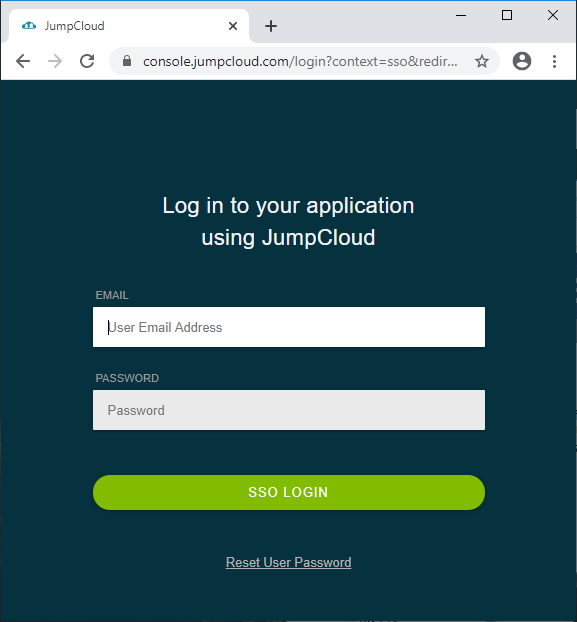 JumpCloud
console.jumpcloud.com/login?context=sso&redir...
Log in to your application
using JumpCloud
EMAIL
User Email Address
PASSWORD
Password
SSO LOGIN
Reset User Password